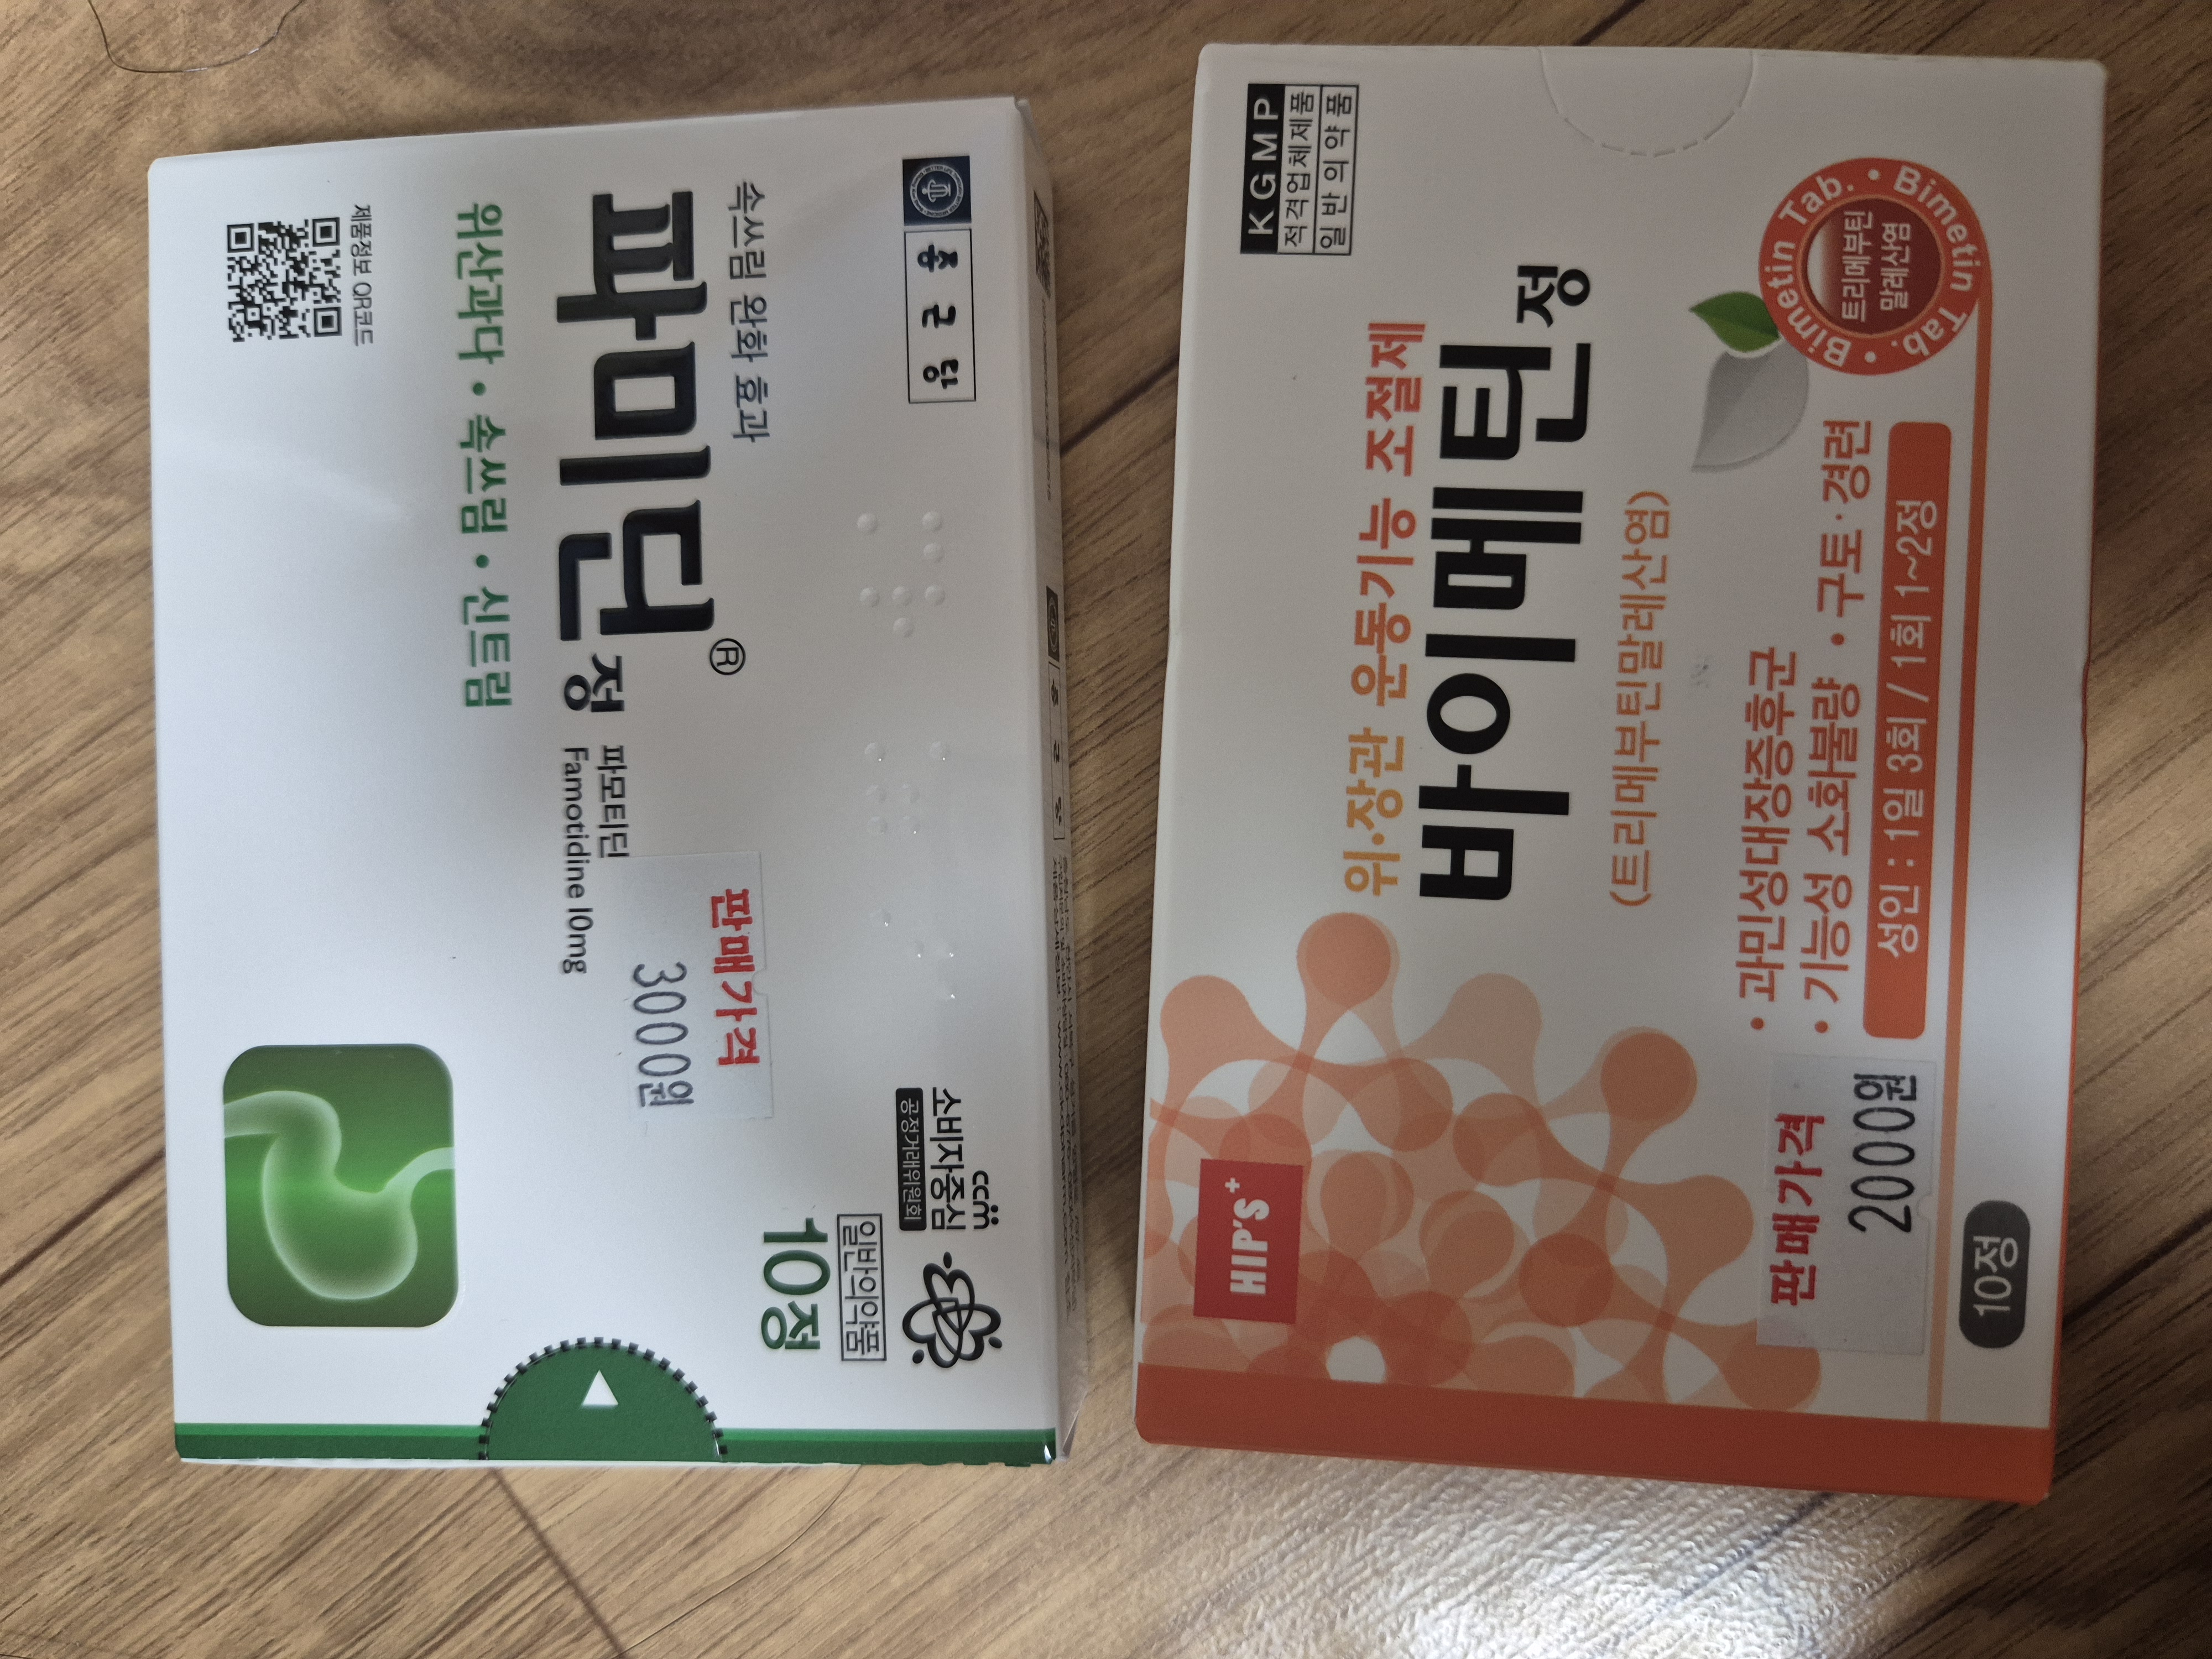 종근당
속쓰림 완화 효과
파미딘® 정
파모티딘
Famotidine 10mg
위산과다 • 속쓰림 • 신트림
제품정보 QR코드
판매가격
3000원
ccm
소비자중심
공정거래위원회
일반의약품
10정
KGMP
적격업체제품
일반의약품
위·장관 운동기능 조절제
바이메틴정
(트리메부틴말레산염)
Bimetin Tab. • Bimetin Tab. •
트리메부틴
말레산염
• 과민성대장증후군
• 기능성 소화불량 • 구토·경련
성인 : 1일 3회 / 1회 1~2정
HIP'S+
판매가격
2000원
10정